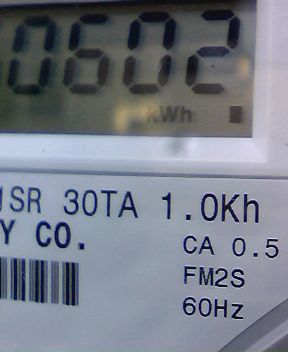 0602
kWh
SR 30TA 1.0Kh
Y CO.
CA 0.5
FM2S
60Hz